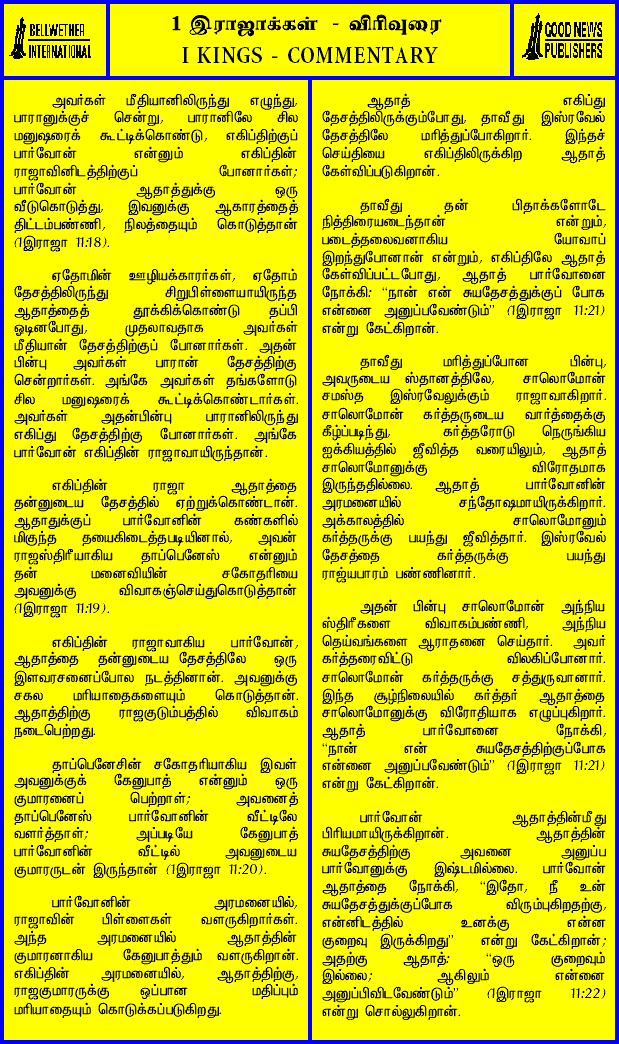 BELLWETHER
INTERNATIONAL
1 இராஜாக்கள் - விரிவுரை
I KINGS - COMMENTARY
GOOD NEWS
PUBLISHERS
அவர்கள் மீதியானிலிருந்து எழுந்து,
பாரானுக்குச் சென்று, பாரானிலே சில
மனுஷரைக் கூட்டிக்கொண்டு, எகிப்திற்குப்
பார்வோன் என்னும் எகிப்தின்
ராஜாவினிடத்திற்குப் போனார்கள்;
பார்வோன் ஆதாத்துக்கு ஒரு
வீடுகொடுத்து, இவனுக்கு ஆகாரத்தைத்
திட்டம்பண்ணி, நிலத்தையும் கொடுத்தான்
(1இராஜா 11:18).
ஏதோமின் ஊழியக்காரர்கள், ஏதோம்
தேசத்திலிருந்து சிறுபிள்ளையாயிருந்த
ஆதாத்தைத் தூக்கிக்கொண்டு தப்பி
ஓடினபோது, முதலாவதாக அவர்கள்
மீதியான் தேசத்திற்குப் போனார்கள். அதன்
பின்பு அவர்கள் பாரான் தேசத்திற்கு
சென்றார்கள். அங்கே அவர்கள் தங்களோடு
சில மனுஷரைக் கூட்டிக்கொண்டார்கள்.
அவர்கள் அதன்பின்பு பாரானிலிருந்து
எகிப்து தேசத்திற்கு போனார்கள். அங்கே
பார்வோன் எகிப்தின் ராஜாவாயிருந்தான்.
எகிப்தின் ராஜா ஆதாத்தை
தன்னுடைய தேசத்தில் ஏற்றுக்கொண்டான்.
ஆதாதுக்குப் பார்வோனின் கண்களில்
மிகுந்த தயைகிடைத்தபடியினால், அவன்
ராஜஸ்திரீயாகிய தாப்பெனேஸ் என்னும்
தன் மனைவியின் சகோதரியை
அவனுக்கு விவாகஞ்செய்துகொடுத்தான்
(1இராஜா 11:19).
எகிப்தின் ராஜாவாகிய பார்வோன்,
ஆதாத்தை தன்னுடைய தேசத்திலே ஒரு
இளவரசனைப்போல நடத்தினான். அவனுக்கு
சகல மரியாதைகளையும் கொடுத்தான்.
ஆதாத்திற்கு ராஜகுடும்பத்தில் விவாகம்
நடைபெற்றது.
தாப்பெனேசின் சகோதரியாகிய இவள்
அவனுக்குக் கேனுபாத் என்னும் ஒரு
குமாரனைப் பெற்றாள்; அவனைத்
தாப்பெனேஸ் பார்வோனின் வீட்டிலே
வளர்த்தாள்; அப்படியே கேனுபாத்
பார்வோனின் வீட்டில் அவனுடைய
குமாரருடன் இருந்தான் (1இராஜா 11:20).
பார்வோனின் அரமனையில்,
ராஜாவின் பிள்ளைகள் வளருகிறார்கள்.
அந்த அரமனையில் ஆதாத்தின்
குமாரனாகிய கேனுபாத்தும் வளருகிறான்.
எகிப்தின் அரமனையில், ஆதாத்திற்கு,
ராஜகுமாரருக்கு ஒப்பான மதிப்பும்
மரியாதையும் கொடுக்கப்படுகிறது.
ஆதாத் எகிப்து
தேசத்திலிருக்கும்போது, தாவீது இஸ்ரவேல்
தேசத்திலே மரித்துப்போகிறார். இந்தச்
செய்தியை எகிப்திலிருக்கிற ஆதாத்
கேள்விப்படுகிறான்.
தாவீது தன் பிதாக்களோடே
நித்திரையடைந்தான் என்றும்,
படைத்தலைவனாகிய யோவாப்
இறந்துபோனான் என்றும், எகிப்திலே ஆதாத்
கேள்விப்பட்டபோது, ஆதாத் பார்வோனை
நோக்கி: “நான் என் சுயதேசத்துக்குப் போக
என்னை அனுப்பவேண்டும்” (1இராஜா 11:21)
என்று கேட்கிறான்.
தாவீது மரித்துப்போன பின்பு,
அவருடைய ஸ்தானத்திலே, சாலொமோன்
சமஸ்த இஸ்ரவேலுக்கும் ராஜாவாகிறார்.
சாலொமோன் கர்த்தருடைய வார்த்தைக்கு
கீழ்ப்படிந்து, கர்த்தரோடு நெருங்கிய
ஐக்கியத்தில் ஜீவித்த வரையிலும், ஆதாத்
சாலொமோனுக்கு விரோதமாக
இருந்ததில்லை. ஆதாத் பார்வோனின்
அரமனையில் சந்தோஷமாயிருக்கிறார்.
அக்காலத்தில் சாலொமோனும்
கர்த்தருக்கு பயந்து ஜீவித்தார். இஸ்ரவேல்
தேசத்தை கர்த்தருக்கு பயந்து
ராஜ்யபாரம் பண்ணினார்.
அதன் பின்பு சாலொமோன் அந்நிய
ஸ்திரீகளை விவாகம்பண்ணி, அந்நிய
தெய்வங்களை ஆராதனை செய்தார். அவர்
கர்த்தரைவிட்டு விலகிப்போனார்.
சாலொமோன் கர்த்தருக்கு சத்துருவானார்.
இந்த சூழ்நிலையில் கர்த்தர் ஆதாத்தை
சாலொமோனுக்கு விரோதியாக எழுப்புகிறார்.
ஆதாத் பார்வோனை நோக்கி,
“நான் என் சுயதேசத்திற்குப்போக
என்னை அனுப்பவேண்டும்” (1இராஜா 11:21)
என்று கேட்கிறான்.
பார்வோன் ஆதாத்தின்மீது
பிரியமாயிருக்கிறான். ஆதாத்தின்
சுயதேசத்திற்கு அவனை அனுப்ப
பார்வோனுக்கு இஷ்டமில்லை. பார்வோன்
ஆதாத்தை நோக்கி, “இதோ, நீ உன்
சுயதேசத்துக்குப்போக விரும்புகிறதற்கு,
என்னிடத்தில் உனக்கு என்ன
குறைவு இருக்கிறது” என்று கேட்கிறான்;
அதற்கு ஆதாத்: “ஒரு குறைவும்
இல்லை; ஆகிலும் என்னை
அனுப்பிவிடவேண்டும்” (1இராஜா 11:22)
என்று சொல்லுகிறான்.